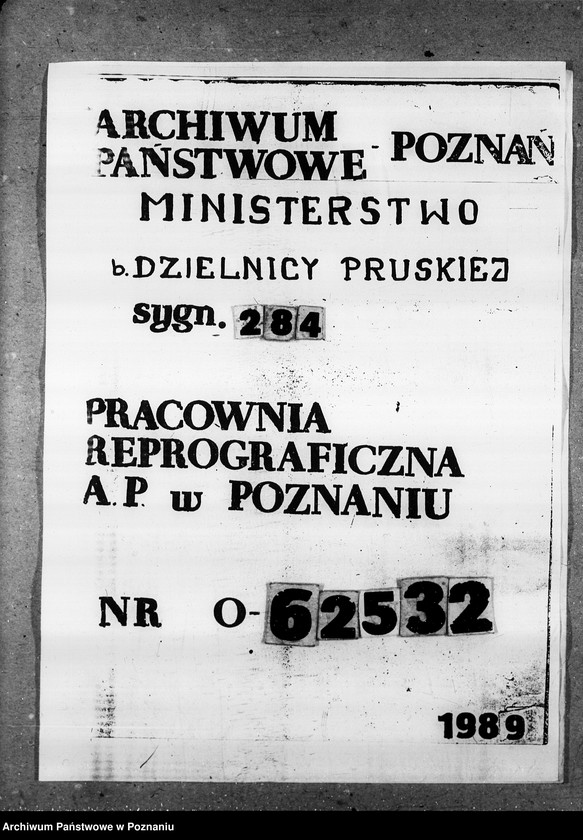 ARCHIWUM
PAŃSTWOWE - POZNAŃ
MINISTERSTWO
b. DZIELNICY PRUSKIEJ
sygn. 284
PRACOWNIA
REPROGRAFICZNA
A.P. w POZNANIU
NR O-62532
1989
Archiwum Państwowe w Poznaniu